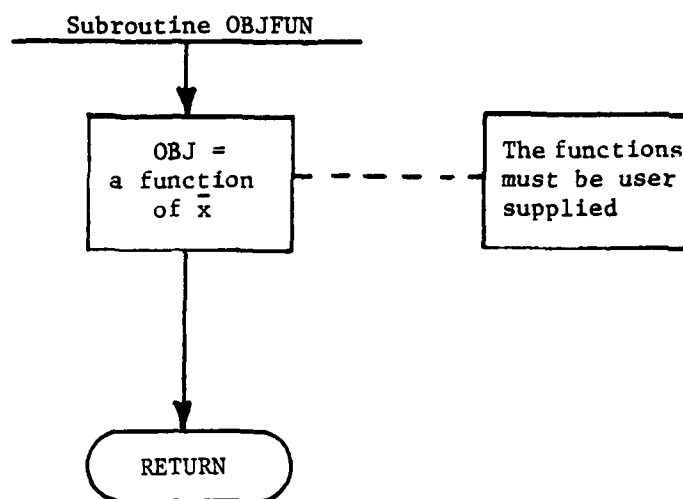 Subroutine OBJFUN
OBJ =
a function
of x̄
The functions
must be user
supplied
RETURN